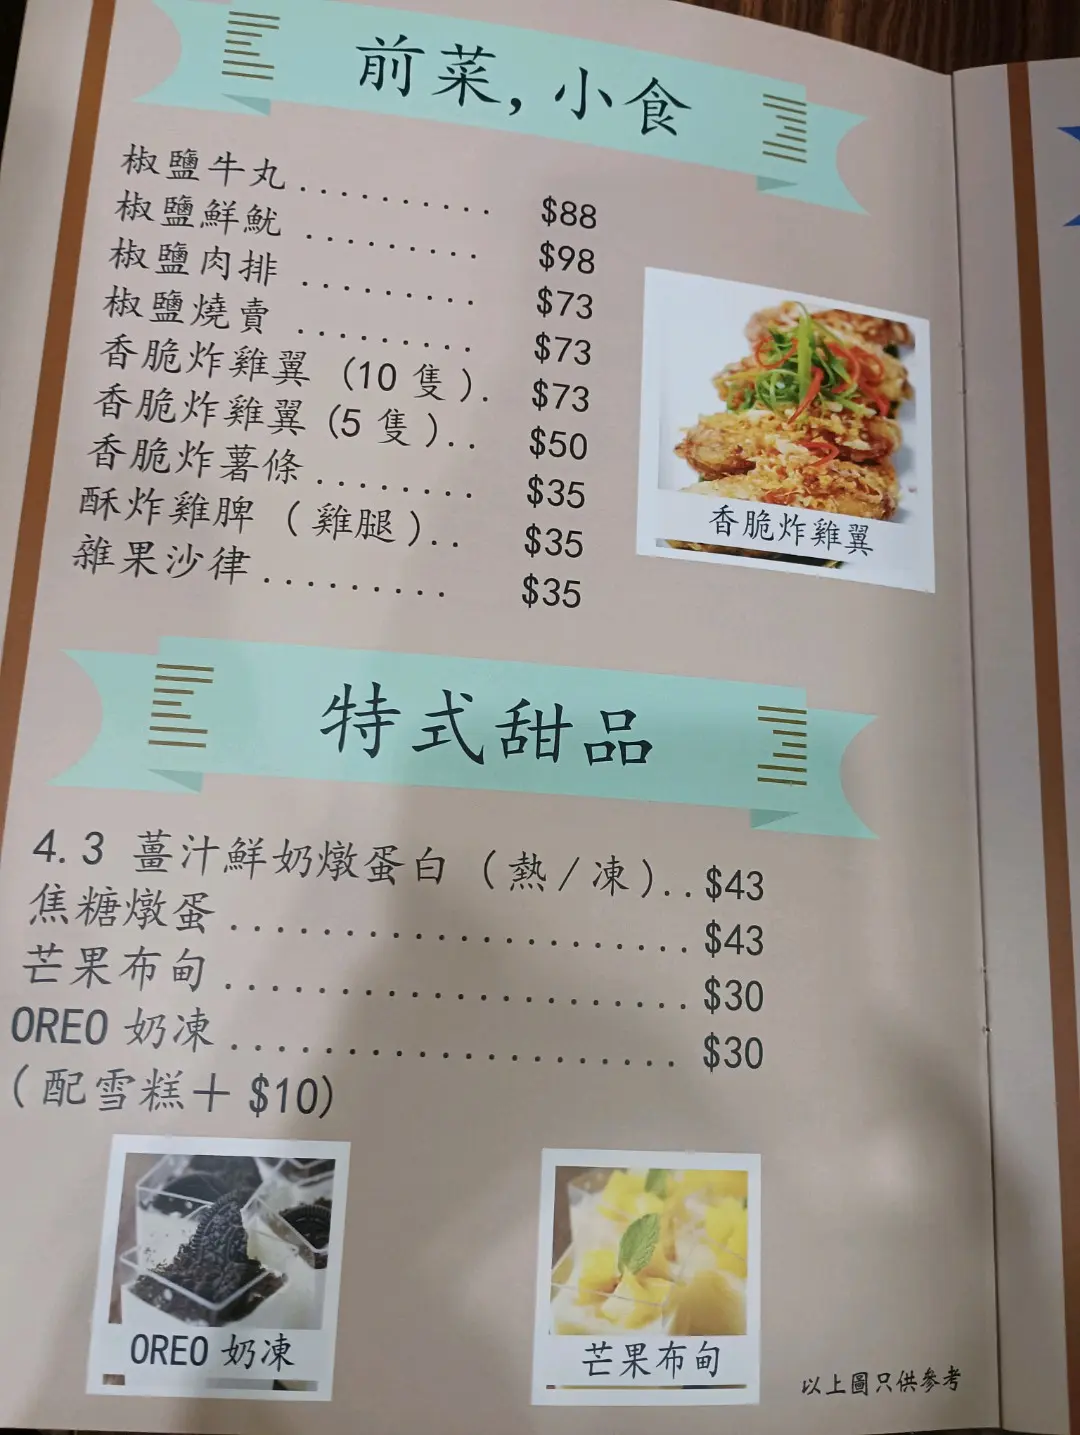 前菜, 小食
椒鹽牛丸.......... $88
椒鹽鮮魷 ......... $98
椒鹽肉排 ......... $73
椒鹽燒賣 ......... $73
香脆炸雞翼 (10 隻 ). $73
香脆炸雞翼 (5 隻 ).. $50
香脆炸薯條 ........ $35
酥炸雞脾 ( 雞腿 ).. $35
雜果沙律 ......... $35
香脆炸雞翼
特式甜品
4.3 薑汁鮮奶燉蛋白 (熱/凍).. $43
焦糖燉蛋 .................... $43
芒果布甸 .................... $30
OREO 奶凍 ................... $30
(配雪糕＋ $10)
OREO 奶凍
芒果布甸
以上圖只供參考